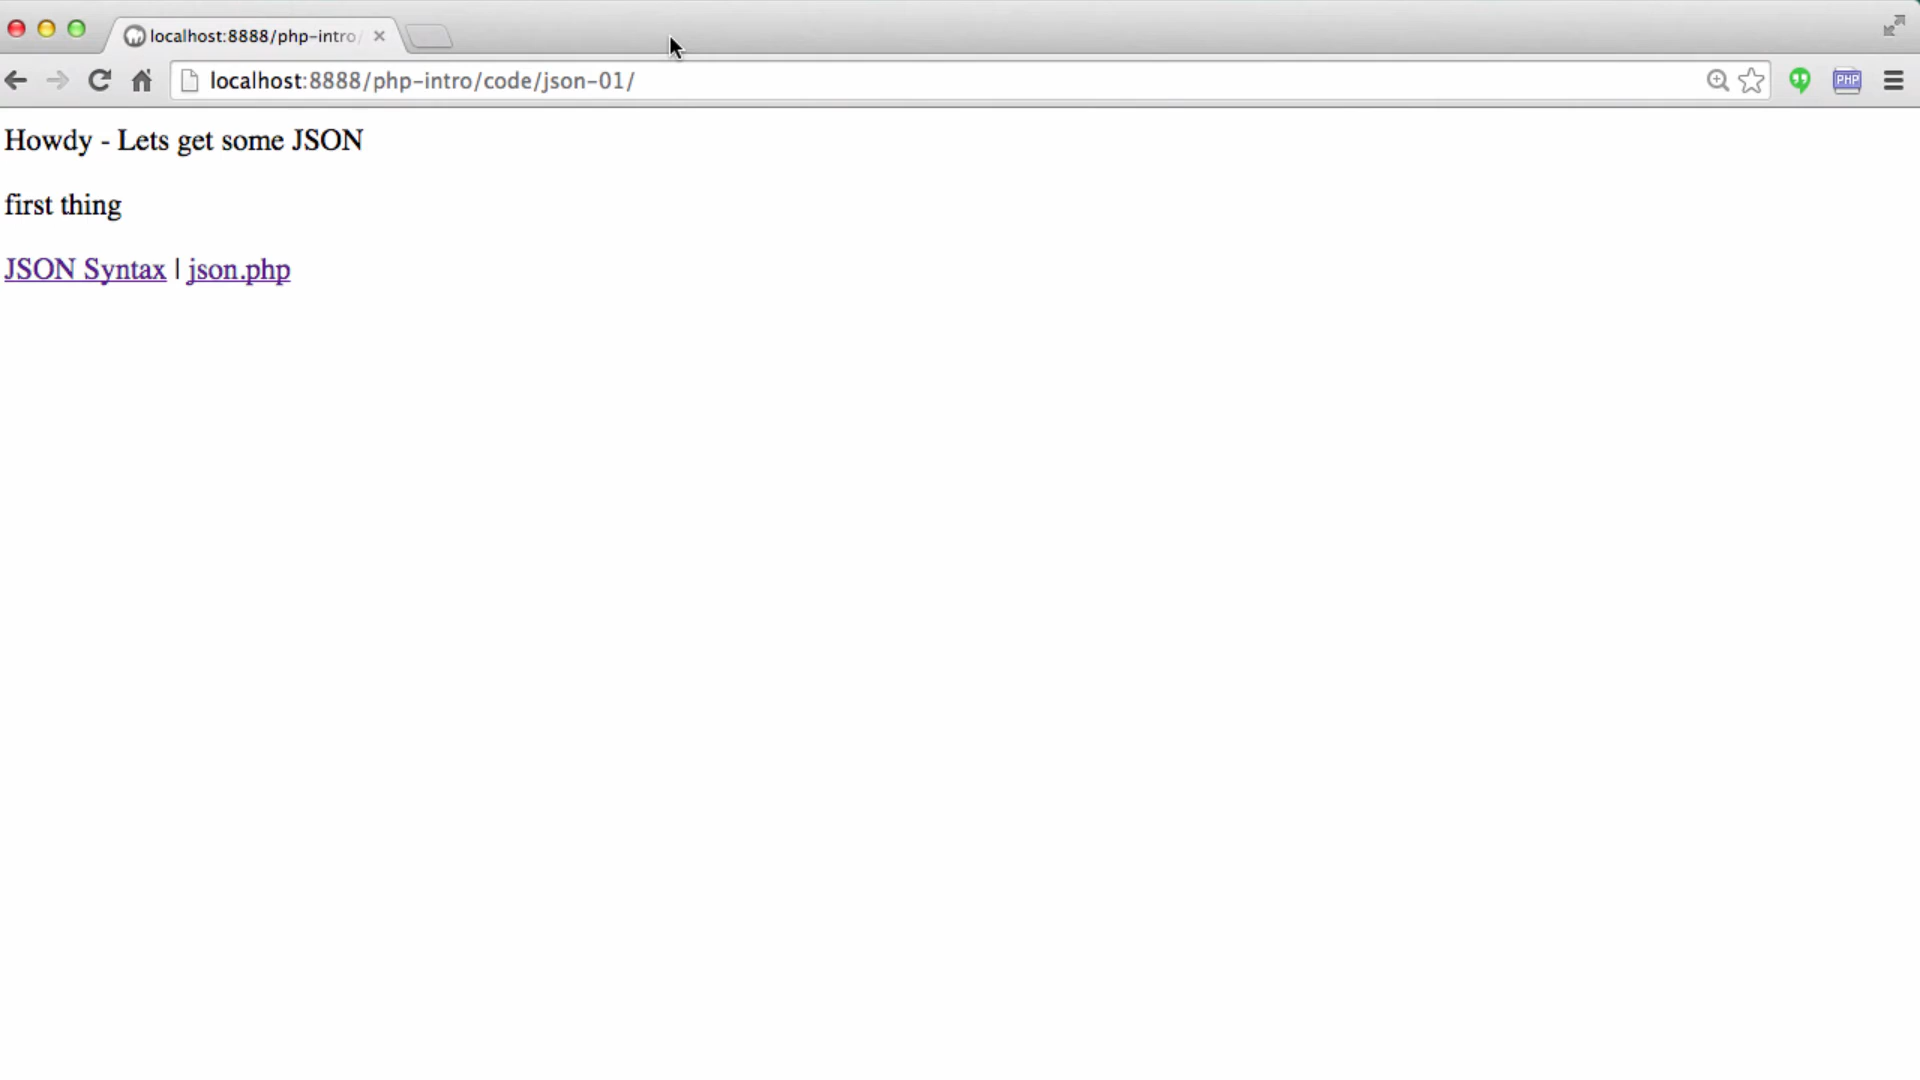 localhost:8888/php-intro/
localhost:8888/php-intro/code/json-01/
PHP
Howdy - Lets get some JSON
first thing
JSON Syntax | json.php